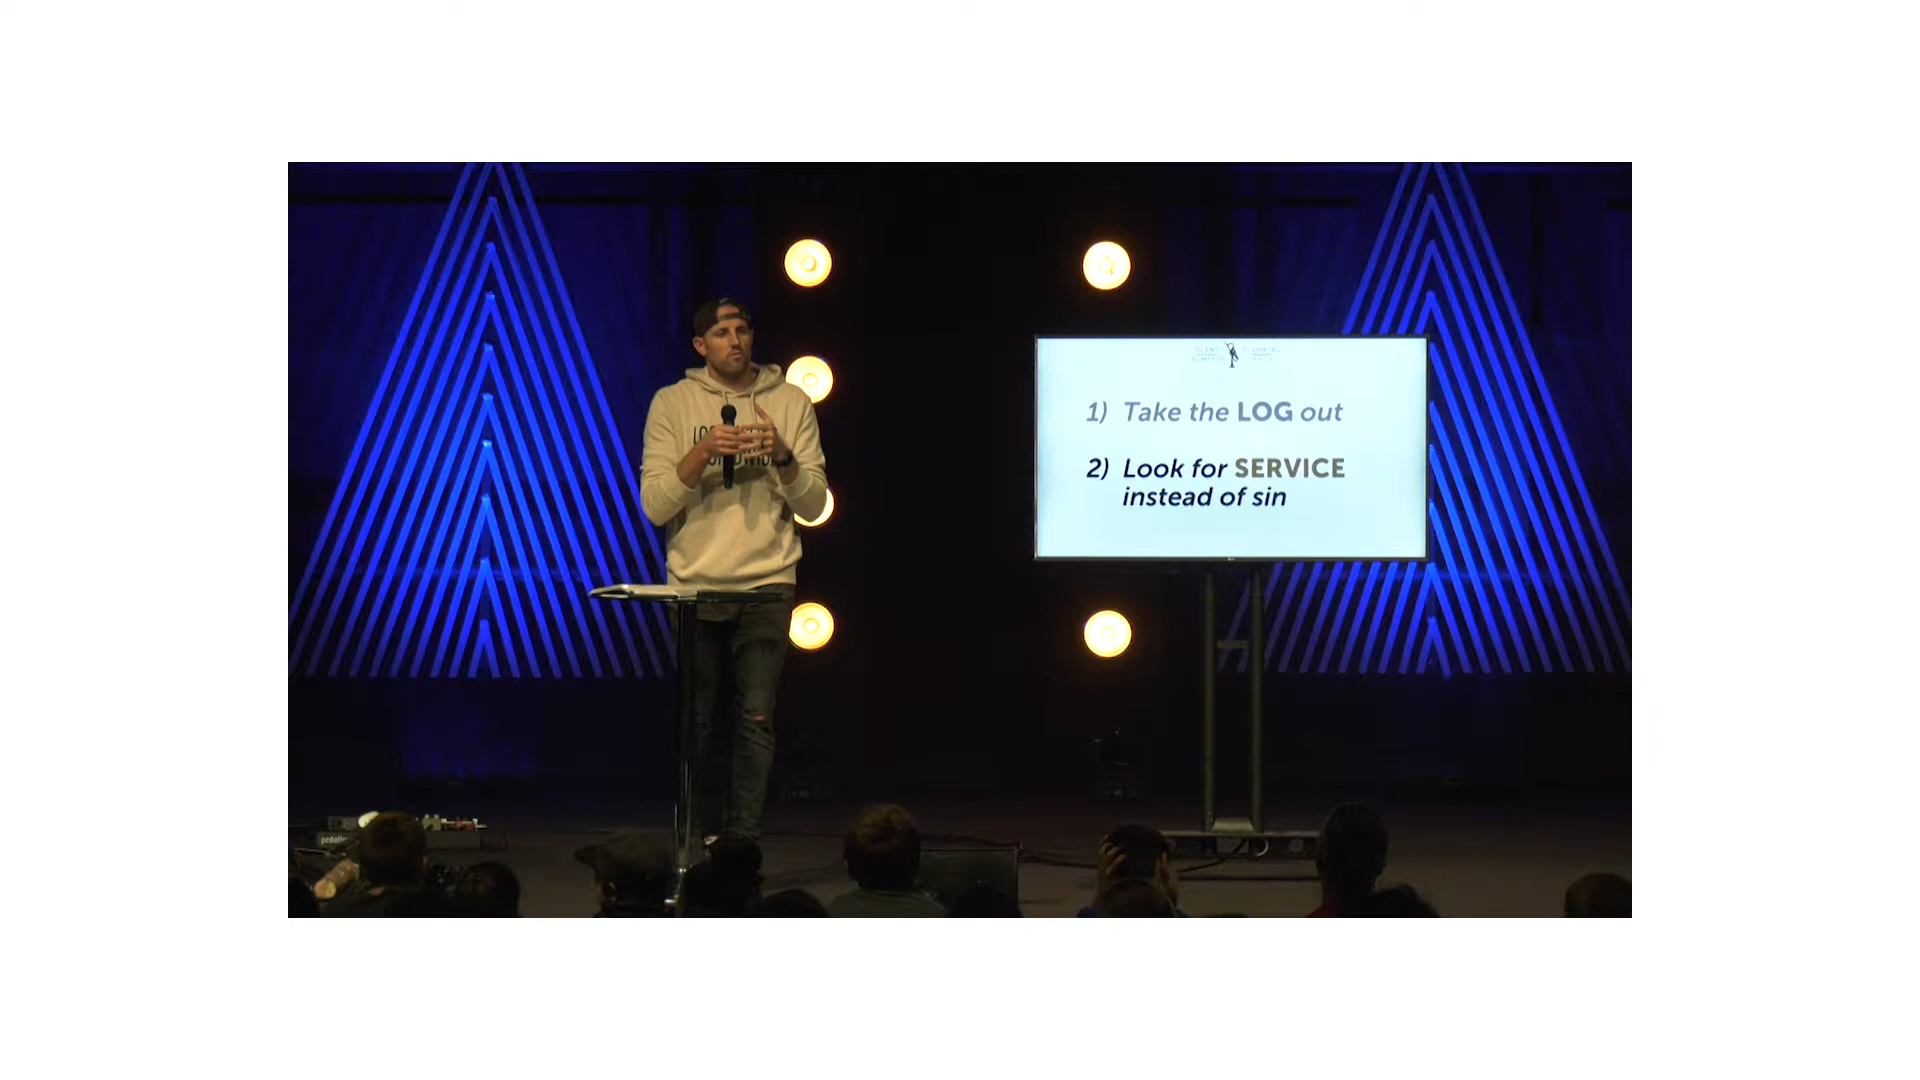 1) Take the LOG out
2) Look for SERVICE
instead of sin